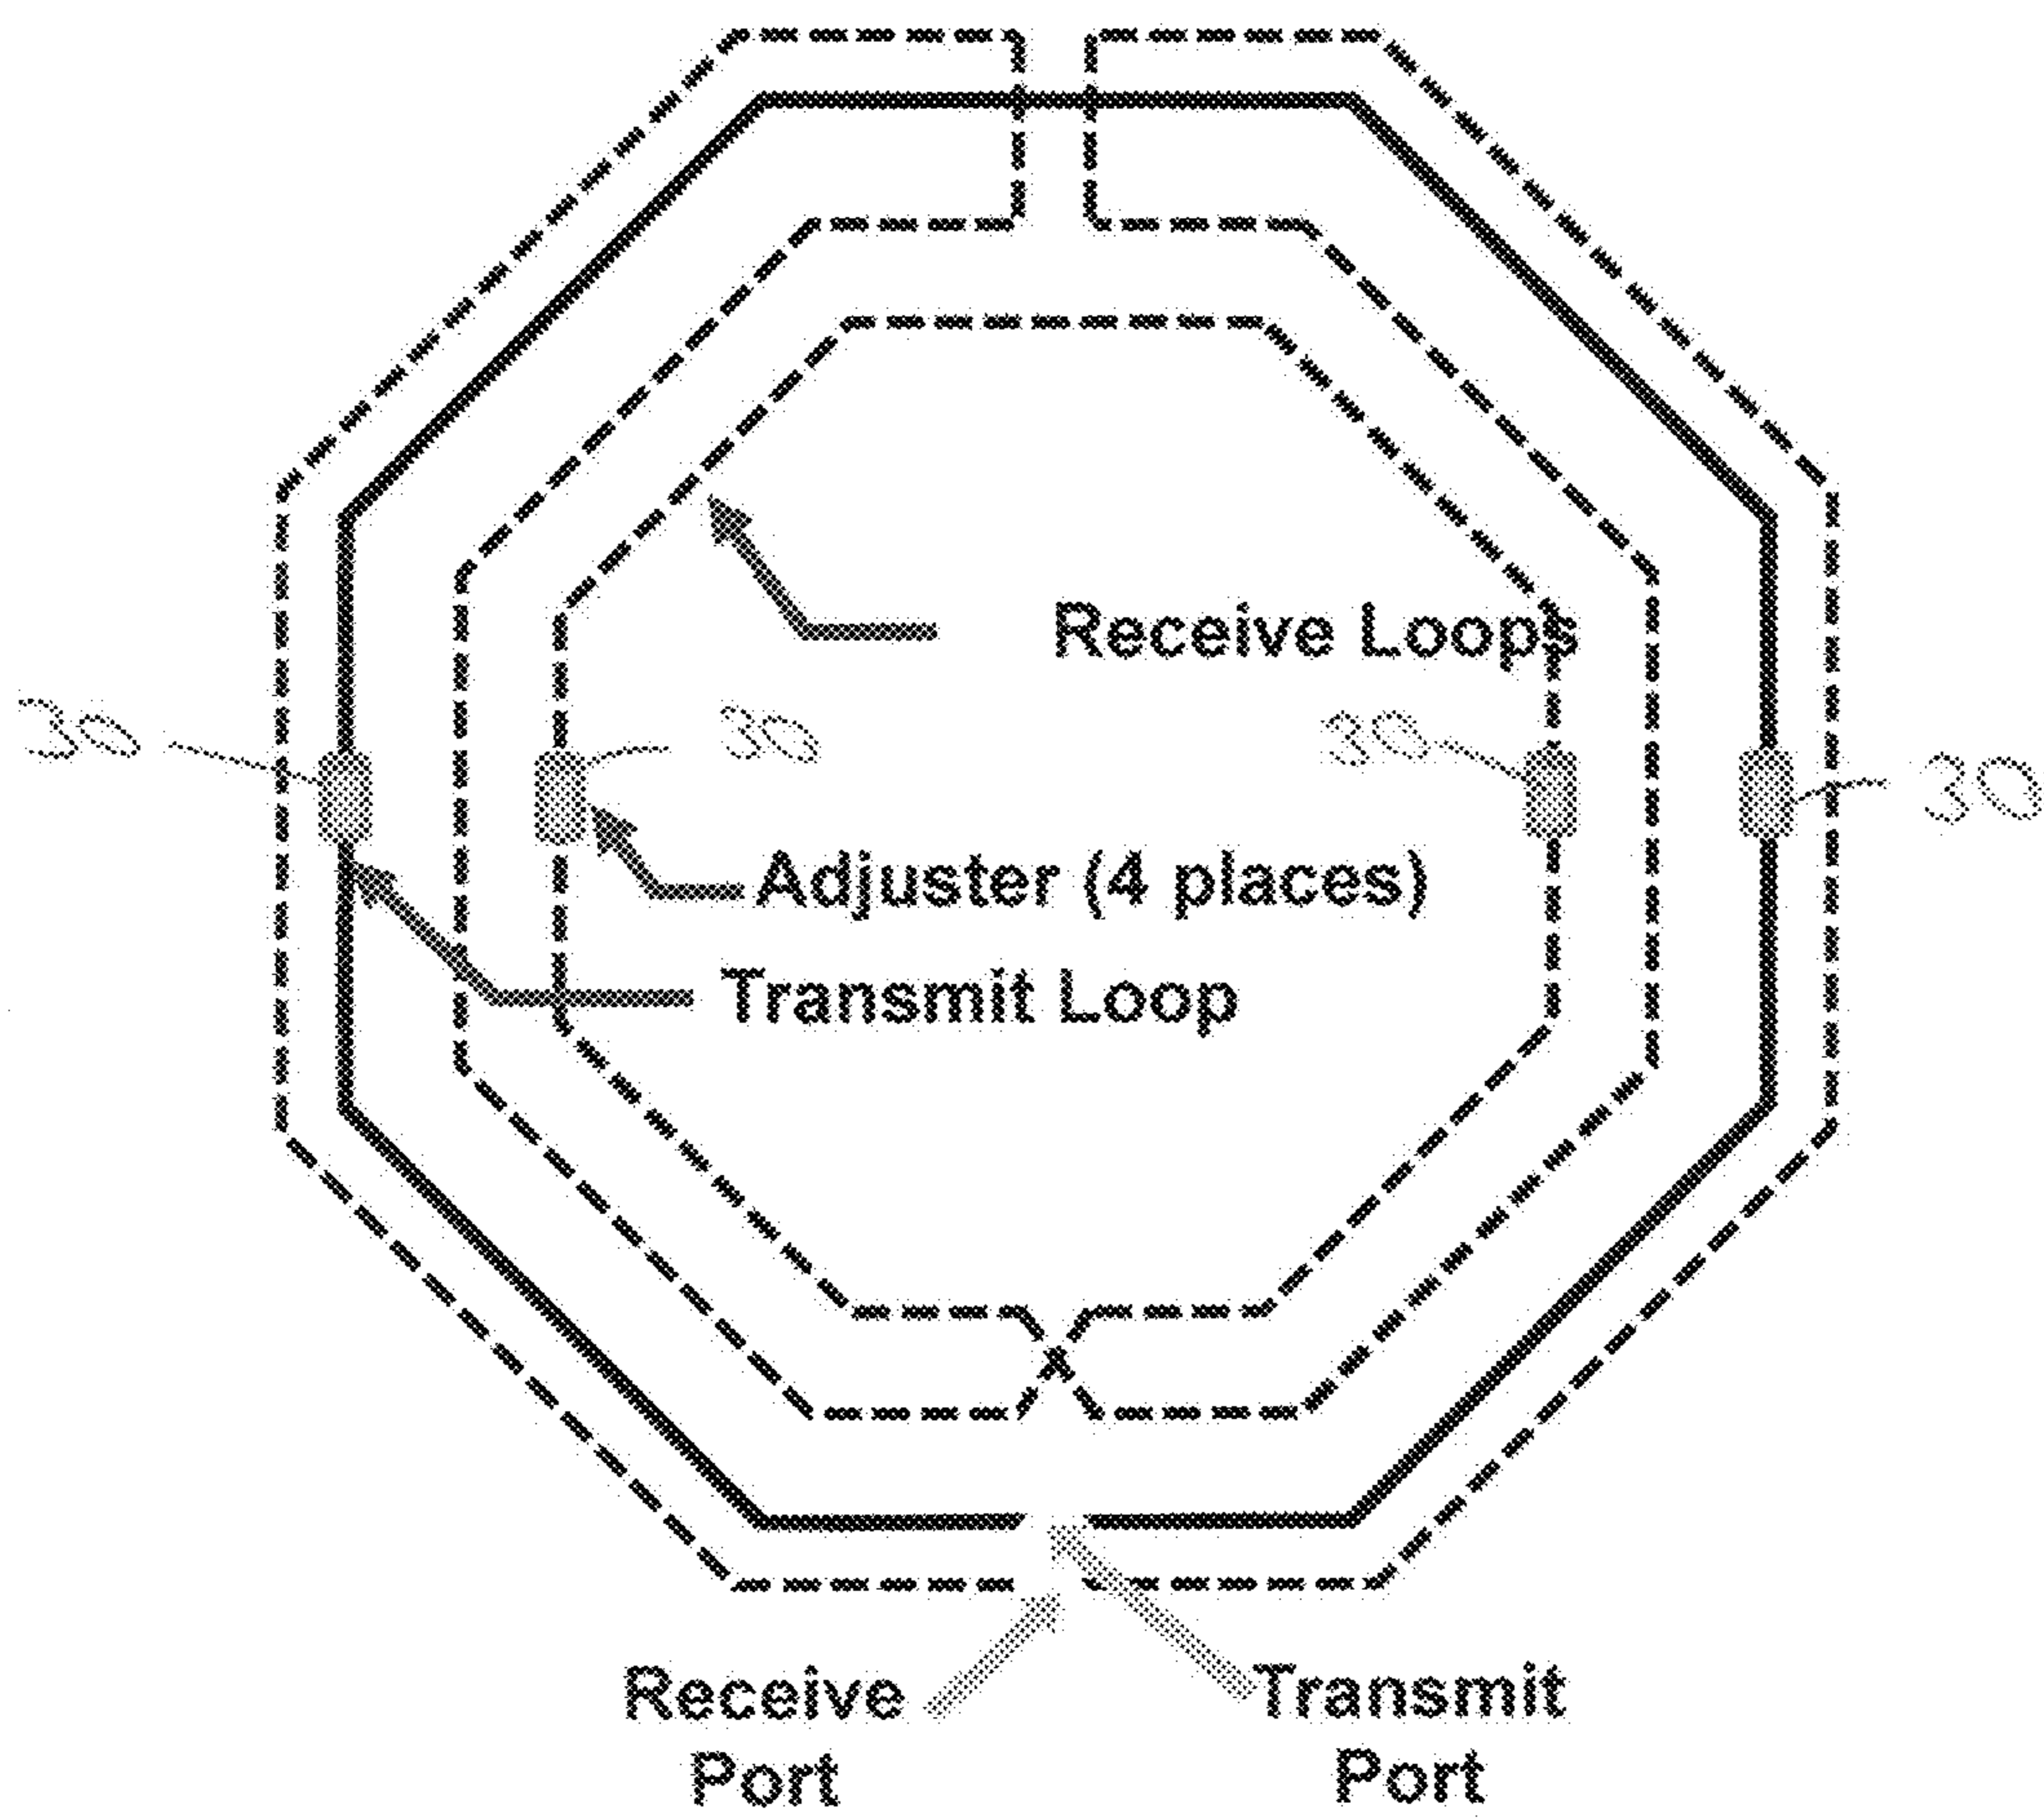 Receive Loops
30
30
30
30
Adjuster (4 places)
Transmit Loop
Receive
Port
Transmit
Port